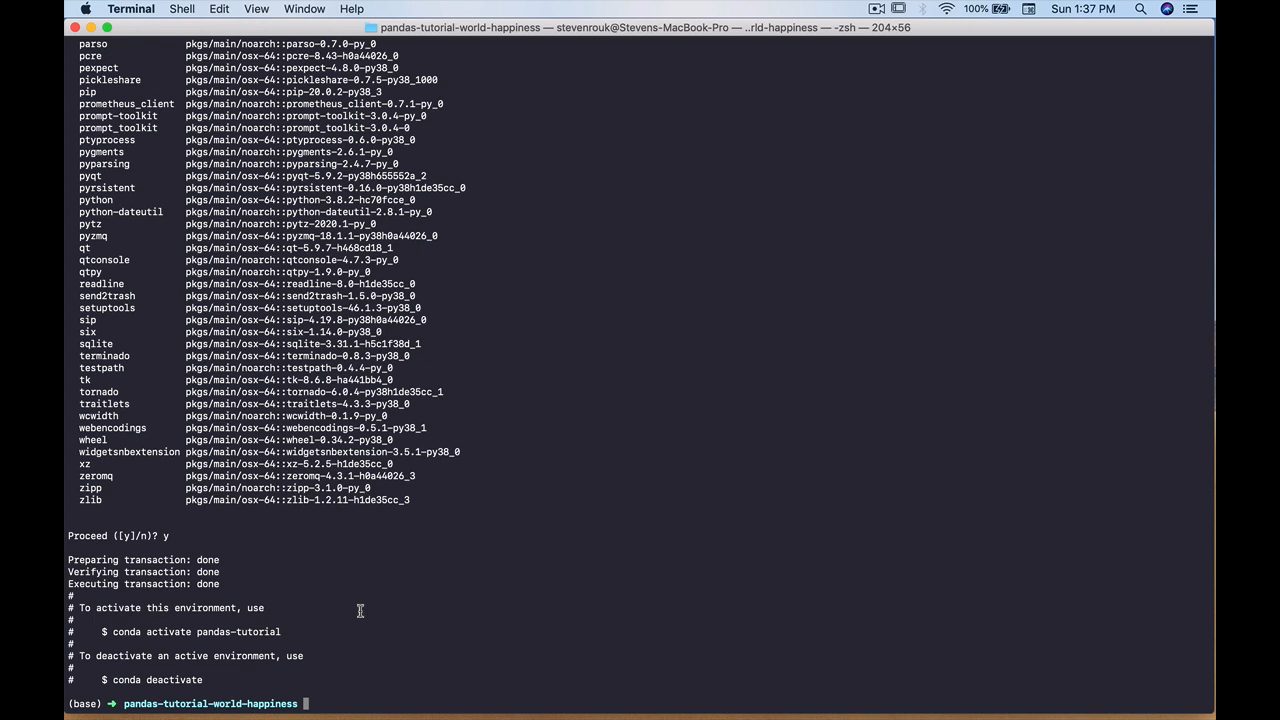 Terminal Shell Edit View Window Help 100% Sun 1:37 PM
pandas-tutorial-world-happiness — stevenrouk@Stevens-MacBook-Pro — ..rld-happiness — -zsh — 204×56
parso pkgs/main/noarch::parso-0.7.0-py_0
pcre pkgs/main/osx-64::pcre-8.43-h0a44026_0
pexpect pkgs/main/osx-64::pexpect-4.8.0-py38_0
pickleshare pkgs/main/osx-64::pickleshare-0.7.5-py38_1000
pip pkgs/main/osx-64::pip-20.0.2-py38_3
prometheus_client pkgs/main/noarch::prometheus_client-0.7.1-py_0
prompt-toolkit pkgs/main/noarch::prompt-toolkit-3.0.4-py_0
prompt_toolkit pkgs/main/noarch::prompt_toolkit-3.0.4-0
ptyprocess pkgs/main/osx-64::ptyprocess-0.6.0-py38_0
pygments pkgs/main/noarch::pygments-2.6.1-py_0
pyparsing pkgs/main/noarch::pyparsing-2.4.7-py_0
pyqt pkgs/main/osx-64::pyqt-5.9.2-py38h655552a_2
pyrsistent pkgs/main/osx-64::pyrsistent-0.16.0-py38h1de35cc_0
python pkgs/main/osx-64::python-3.8.2-hc70fcce_0
python-dateutil pkgs/main/noarch::python-dateutil-2.8.1-py_0
pytz pkgs/main/noarch::pytz-2020.1-py_0
pyzmq pkgs/main/osx-64::pyzmq-18.1.1-py38h0a44026_0
qt pkgs/main/osx-64::qt-5.9.7-h468cd18_1
qtconsole pkgs/main/noarch::qtconsole-4.7.3-py_0
qtpy pkgs/main/noarch::qtpy-1.9.0-py_0
readline pkgs/main/osx-64::readline-8.0-h1de35cc_0
send2trash pkgs/main/osx-64::send2trash-1.5.0-py38_0
setuptools pkgs/main/osx-64::setuptools-46.1.3-py38_0
sip pkgs/main/osx-64::sip-4.19.8-py38h0a44026_0
six pkgs/main/osx-64::six-1.14.0-py38_0
sqlite pkgs/main/osx-64::sqlite-3.31.1-h5c1f38d_1
terminado pkgs/main/osx-64::terminado-0.8.3-py38_0
testpath pkgs/main/noarch::testpath-0.4.4-py_0
tk pkgs/main/osx-64::tk-8.6.8-ha441bb4_0
tornado pkgs/main/osx-64::tornado-6.0.4-py38h1de35cc_1
traitlets pkgs/main/osx-64::traitlets-4.3.3-py38_0
wcwidth pkgs/main/noarch::wcwidth-0.1.9-py_0
webencodings pkgs/main/osx-64::webencodings-0.5.1-py38_1
wheel pkgs/main/osx-64::wheel-0.34.2-py38_0
widgetsnbextension pkgs/main/osx-64::widgetsnbextension-3.5.1-py38_0
xz pkgs/main/osx-64::xz-5.2.5-h1de35cc_0
zeromq pkgs/main/osx-64::zeromq-4.3.1-h0a44026_3
zipp pkgs/main/noarch::zipp-3.1.0-py_0
zlib pkgs/main/osx-64::zlib-1.2.11-h1de35cc_3
Proceed ([y]/n)? y
Preparing transaction: done
Verifying transaction: done
Executing transaction: done
#
# To activate this environment, use
#
# $ conda activate pandas-tutorial
#
# To deactivate an active environment, use
#
# $ conda deactivate
(base) ➜ pandas-tutorial-world-happiness